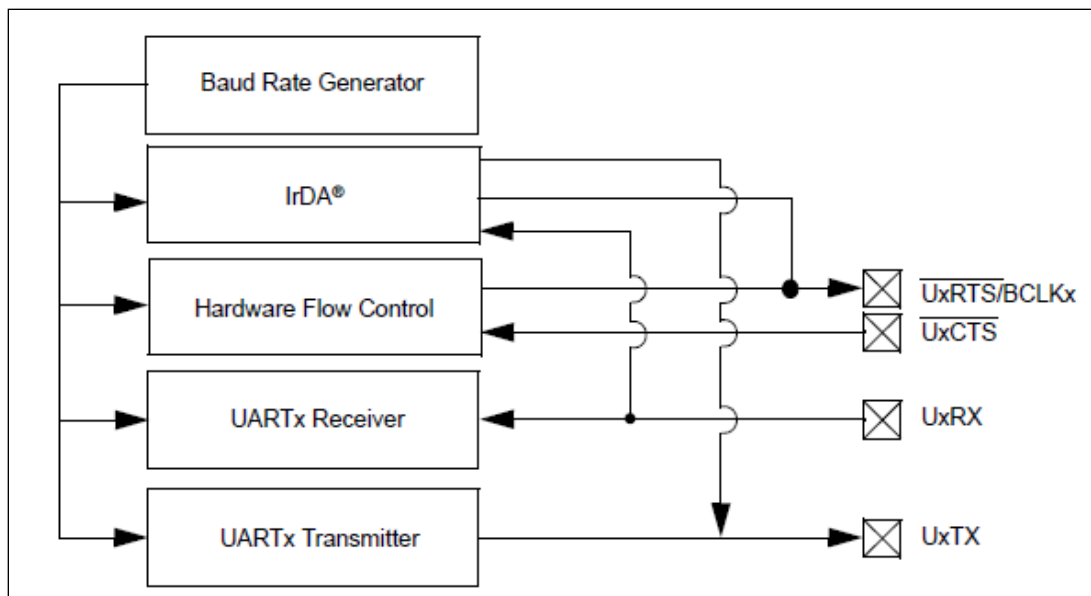 Baud Rate Generator
IrDA®
Hardware Flow Control
UARTx Receiver
UARTx Transmitter
UxRTS/BCLKx
UxCTS
UxRX
UxTX